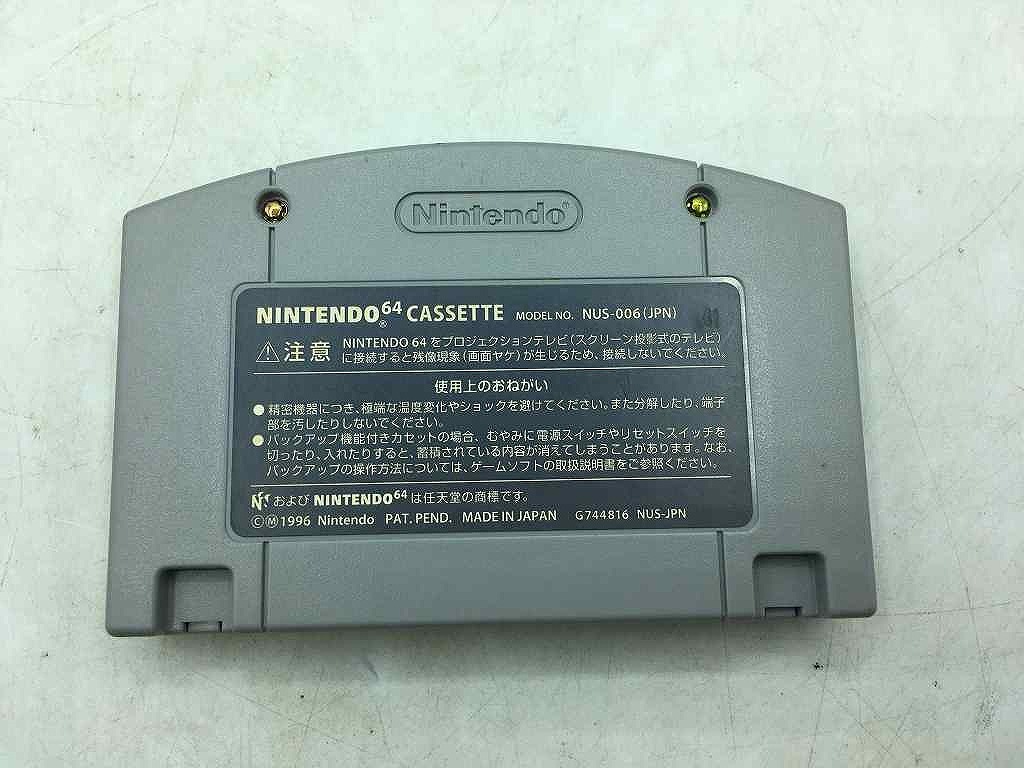 Nintendo®
NINTENDO64® CASSETTE MODEL NO. NUS-006(JPN)
⚠注意 NINTENDO 64をプロジェクションテレビ(スクリーン投影式のテレビ)
に接続すると残像現象(画面ヤケ)が生じるため、接続しないでください。
使用上のおねがい
●精密機器につき、極端な温度変化やショックを避けてください。また分解したり、端子
部を汚したりしないでください。
●バックアップ機能付きカセットの場合、むやみに電源スイッチやリセットスイッチを
切ったり、入れたりすると、蓄積されている内容が消えてしまうことがあります。なお、
バックアップの操作方法については、ゲームソフトの取扱説明書をご参照ください。
および NINTENDO64は任天堂の商標です。
ⒸⓂ1996 Nintendo PAT. PEND. MADE IN JAPAN G744816 NUS-JPN